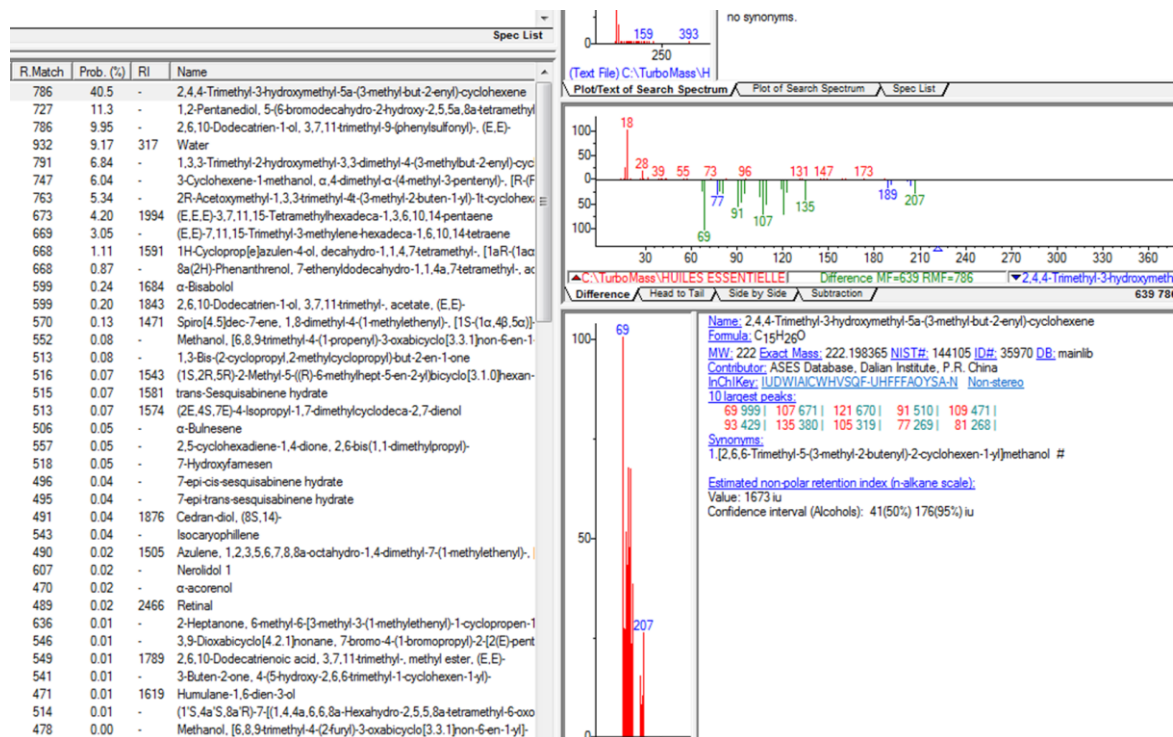 Spec List
R.Match Prob. (%) RI Name
786 40.5 - 2,4,4-Trimethyl-3-hydroxymethyl-5a-(3-methyl-but-2-enyl)-cyclohexene
727 11.3 - 1,2-Pentanediol, 5-(6-bromodecahydro-2-hydroxy-2,5,5a,8a-tetramethyl
786 9.95 - 2,6,10-Dodecatrien-1-ol, 3,7,11-trimethyl-9-(phenylsulfonyl)-, (E,E)-
932 9.17 317 Water
791 6.84 - 1,3,3-Trimethyl-2-hydroxymethyl-3,3-dimethyl-4-(3-methylbut-2-enyl)-cyc
747 6.04 - 3-Cyclohexene-1-methanol, α,4-dimethyl-α-(4-methyl-3-pentenyl)-, [R-(R
763 5.34 - 2R-Acetoxymethyl-1,3,3-trimethyl-4t-(3-methyl-2-buten-1-yl)-1t-cyclohex
673 4.20 1994 (E,E,E)-3,7,11,15-Tetramethylhexadeca-1,3,6,10,14-pentaene
669 3.05 - (E,E)-7,11,15-Trimethyl-3-methylene-hexadeca-1,6,10,14-tetraene
668 1.11 1591 1H-Cycloprop[e]azulen-4-ol, decahydro-1,1,4,7-tetramethyl-, [1aR-(1aα
668 0.87 - 8a(2H)-Phenanthrenol, 7-ethenyldodecahydro-1,1,4a,7-tetramethyl-, ac
599 0.24 1684 α-Bisabolol
599 0.20 1843 2,6,10-Dodecatrien-1-ol, 3,7,11-trimethyl-, acetate, (E,E)-
570 0.13 1471 Spiro[4.5]dec-7-ene, 1,8-dimethyl-4-(1-methylethenyl)-, [1S-(1α,4β,5α)]-
552 0.08 - Methanol, [6,8,9-trimethyl-4-(1-propenyl)-3-oxabicyclo[3.3.1]non-6-en-1-
513 0.08 - 1,3-Bis-(2-cyclopropyl,2-methylcyclopropyl)-but-2-en-1-one
516 0.07 1543 (1S,2R,5R)-2-Methyl-5-((R)-6-methylhept-5-en-2-yl)bicyclo[3.1.0]hexan-
515 0.07 1581 trans-Sesquisabinene hydrate
513 0.07 1574 (2E,4S,7E)-4-Isopropyl-1,7-dimethylcyclodeca-2,7-dienol
506 0.05 - α-Bulnesene
557 0.05 - 2,5-cyclohexadiene-1,4-dione, 2,6-bis(1,1-dimethylpropyl)-
518 0.05 - 7-Hydroxyfarnesen
496 0.04 - 7-epi-cis-sesquisabinene hydrate
495 0.04 - 7-epi-trans-sesquisabinene hydrate
491 0.04 1876 Cedran-diol, (8S,14)-
543 0.04 - Isocaryophillene
490 0.02 1505 Azulene, 1,2,3,5,6,7,8,8a-octahydro-1,4-dimethyl-7-(1-methylethenyl)-, [
607 0.02 - Nerolidol 1
470 0.02 - α-acorenol
489 0.02 2466 Retinal
636 0.01 - 2-Heptanone, 6-methyl-6-[3-methyl-3-(1-methylethenyl)-1-cyclopropen-1
546 0.01 - 3,9-Dioxabicyclo[4.2.1]nonane, 7-bromo-4-(1-bromopropyl)-2-[2(E)-pent
549 0.01 1789 2,6,10-Dodecatrienoic acid, 3,7,11-trimethyl-, methyl ester, (E,E)-
541 0.01 - 3-Buten-2-one, 4-(5-hydroxy-2,6,6-trimethyl-1-cyclohexen-1-yl)-
471 0.01 1619 Humulane-1,6-dien-3-ol
514 0.01 - (1'S,4a'S,8a'R)-7-[(1,4,4a,6,6,8a-Hexahydro-2,5,5,8a-tetramethyl-6-oxo
478 0.00 - Methanol, [6,8,9-trimethyl-4-(2-furyl)-3-oxabicyclo[3.3.1]non-6-en-1-yl]-
no synonyms.
159 393
0
250
(Text File) C:\TurboMass\H
Plot/Text of Search Spectrum Plot of Search Spectrum Spec List
100
18
50
28 39 55 73 96 131 147 173
0
50
77 189
91 135 207
107
100
69
30 60 90 120 150 180 210 240 270 300 330 360
C:\TurboMass\HUILES ESSENTIELLE Difference MF=639 RMF=786 2,4,4-Trimethyl-3-hydroxymeth
Difference Head to Tail Side by Side Subtraction 639 786
100
69
50
207
0
Name: 2,4,4-Trimethyl-3-hydroxymethyl-5a-(3-methyl-but-2-enyl)-cyclohexene
Formula: C15H26O
MW: 222 Exact Mass: 222.198365 NIST#: 144105 ID#: 35970 DB: mainlib
Contributor: ASES Database, Dalian Institute, P.R. China
InChIKey: IUDWIAICWHVSQF-UHFFFAOYSA-N Non-stereo
10 largest peaks:
69 999 | 107 671 | 121 670 | 91 510 | 109 471 |
93 429 | 135 380 | 105 319 | 77 269 | 81 268 |
Synonyms:
1.[2,6,6-Trimethyl-5-(3-methyl-2-butenyl)-2-cyclohexen-1-yl]methanol #
Estimated non-polar retention index (n-alkane scale):
Value: 1673 iu
Confidence interval (Alcohols): 41(50%) 176(95%) iu